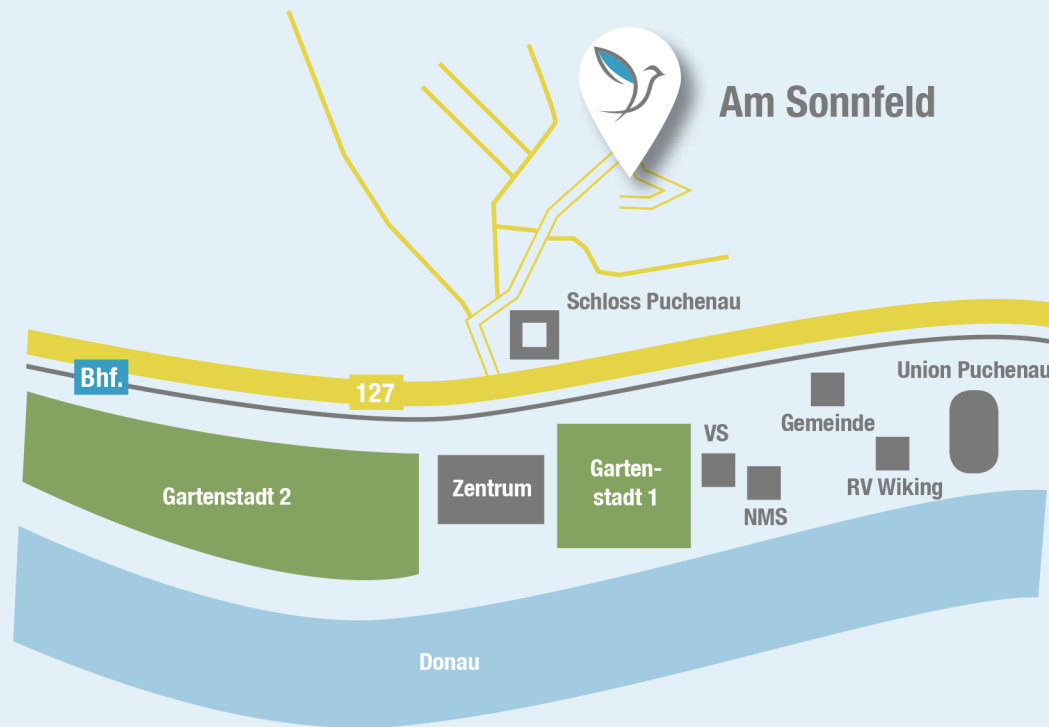 Am Sonnfeld
Schloss Puchenau
Bhf.
127
Union Puchenau
Gemeinde
VS
Garten-
stadt 1
Zentrum
Gartenstadt 2
RV Wiking
NMS
Donau